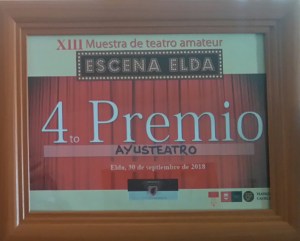 XIII Muestra de teatro amateur
ESCENA ELDA
4to Premio
AYUSTEATRO
Elda, 30 de septiembre de 2018